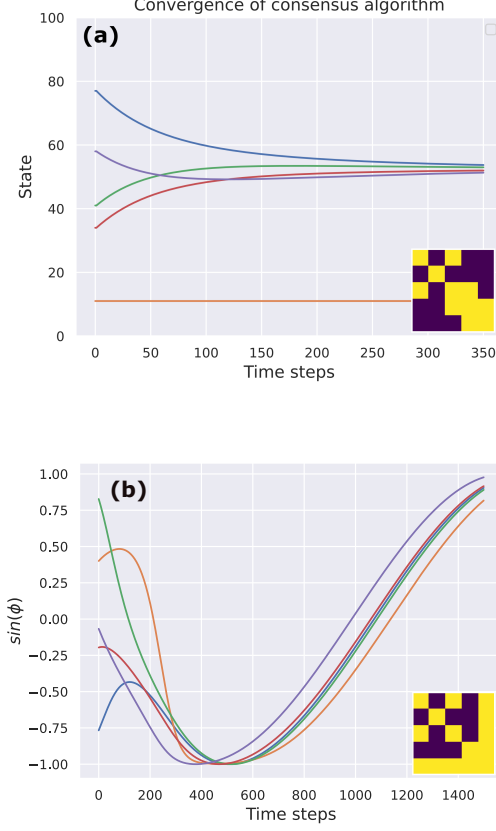 Convergence of consensus algorithm
(a)
100
80
60
40
20
0
State
0 50 100 150 200 250 300 350
Time steps
(b)
1.00
0.75
0.50
0.25
0.00
−0.25
−0.50
−0.75
−1.00
sin(ϕ)
0 200 400 600 800 1000 1200 1400
Time steps